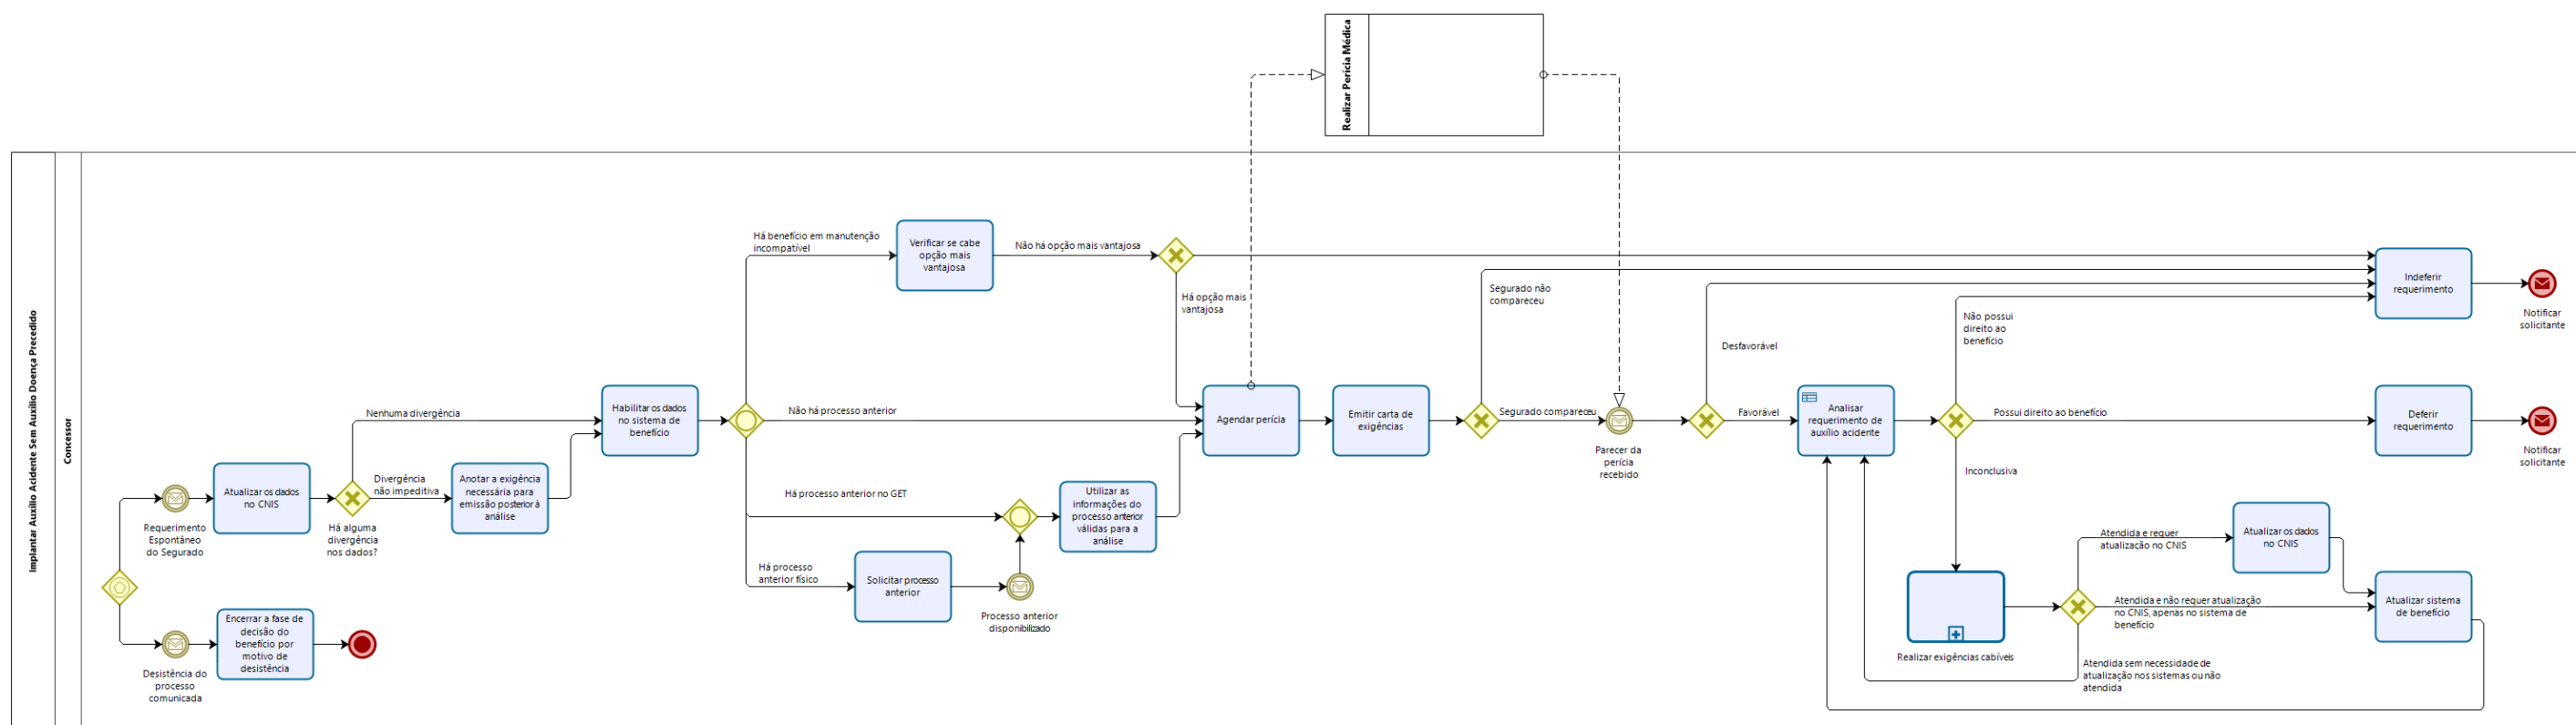 Realizar Perícia Médica
Implantar Auxílio Acidente Sem Auxílio Doença Precedido
Concessor
Requerimento
Espontâneo
do Segurado
Atualizar os dados
no CNIS
Há alguma
divergência
nos dados?
Nenhuma divergência
Divergência
não impeditiva
Anotar a exigência
necessária para
emissão posterior à
análise
Desistência do
processo
comunicada
Encerrar a fase de
decisão do
benefício por
motivo de
desistência
Habilitar os dados
no sistema de
benefício
Há benefício em manutenção
incompatível
Verificar se cabe
opção mais
vantajosa
Não há opção mais vantajosa
Há opção mais
vantajosa
Não há processo anterior
Há processo anterior no GET
Há processo
anterior físico
Solicitar processo
anterior
Processo anterior
disponibilizado
Utilizar as
informações do
processo anterior
válidas para a
análise
Agendar perícia
Emitir carta de
exigências
Segurado não
compareceu
Segurado compareceu
Parecer da
perícia
recebido
Desfavorável
Favorável
Analisar
requerimento de
auxílio acidente
Não possui
direito ao
benefício
Possui direito ao benefício
Inconclusiva
Realizar exigências cabíveis
Atendida e requer
atualização no CNIS
Atendida e não requer atualização
no CNIS, apenas no sistema de
benefício
Atendida sem necessidade de
atualização nos sistemas ou não
atendida
Atualizar os dados
no CNIS
Atualizar sistema
de benefício
Indeferir
requerimento
Notificar
solicitante
Deferir
requerimento
Notificar
solicitante